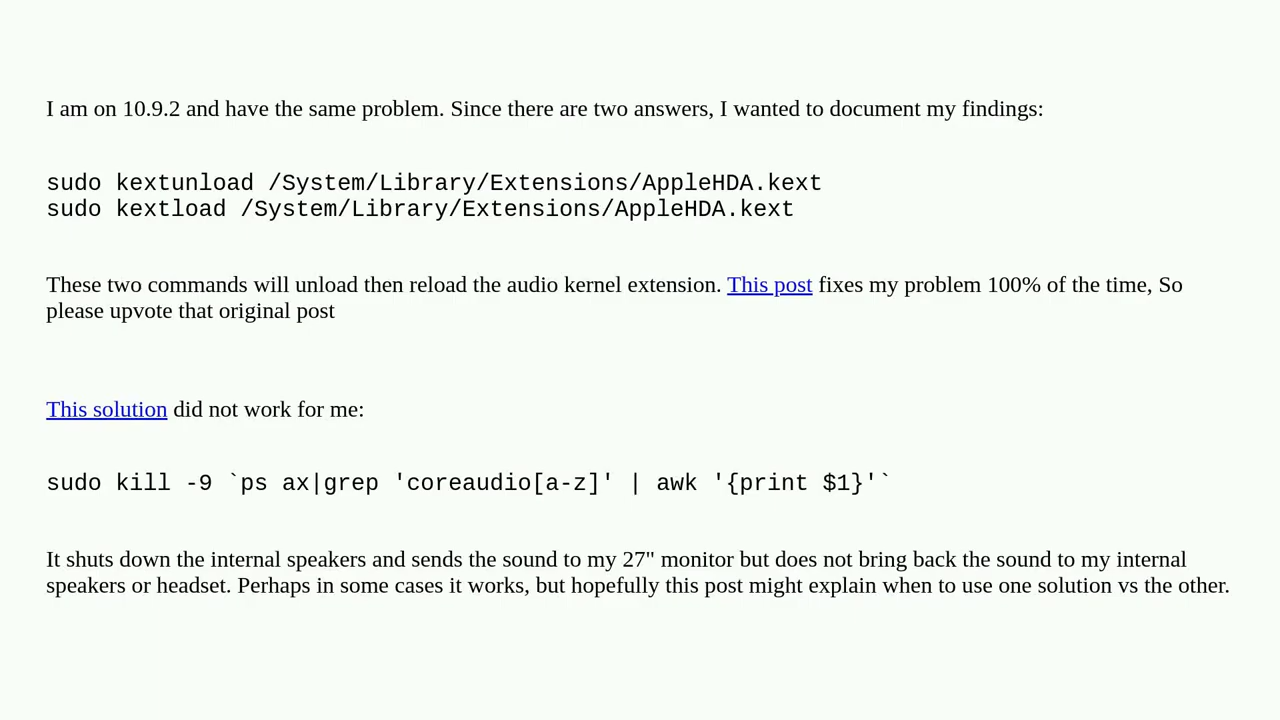 I am on 10.9.2 and have the same problem. Since there are two answers, I wanted to document my findings:
sudo kextunload /System/Library/Extensions/AppleHDA.kext
sudo kextload /System/Library/Extensions/AppleHDA.kext
These two commands will unload then reload the audio kernel extension. This post fixes my problem 100% of the time, So
please upvote that original post
This solution did not work for me:
sudo kill -9 `ps ax|grep 'coreaudio[a-z]' | awk '{print $1}'`
It shuts down the internal speakers and sends the sound to my 27" monitor but does not bring back the sound to my internal
speakers or headset. Perhaps in some cases it works, but hopefully this post might explain when to use one solution vs the other.